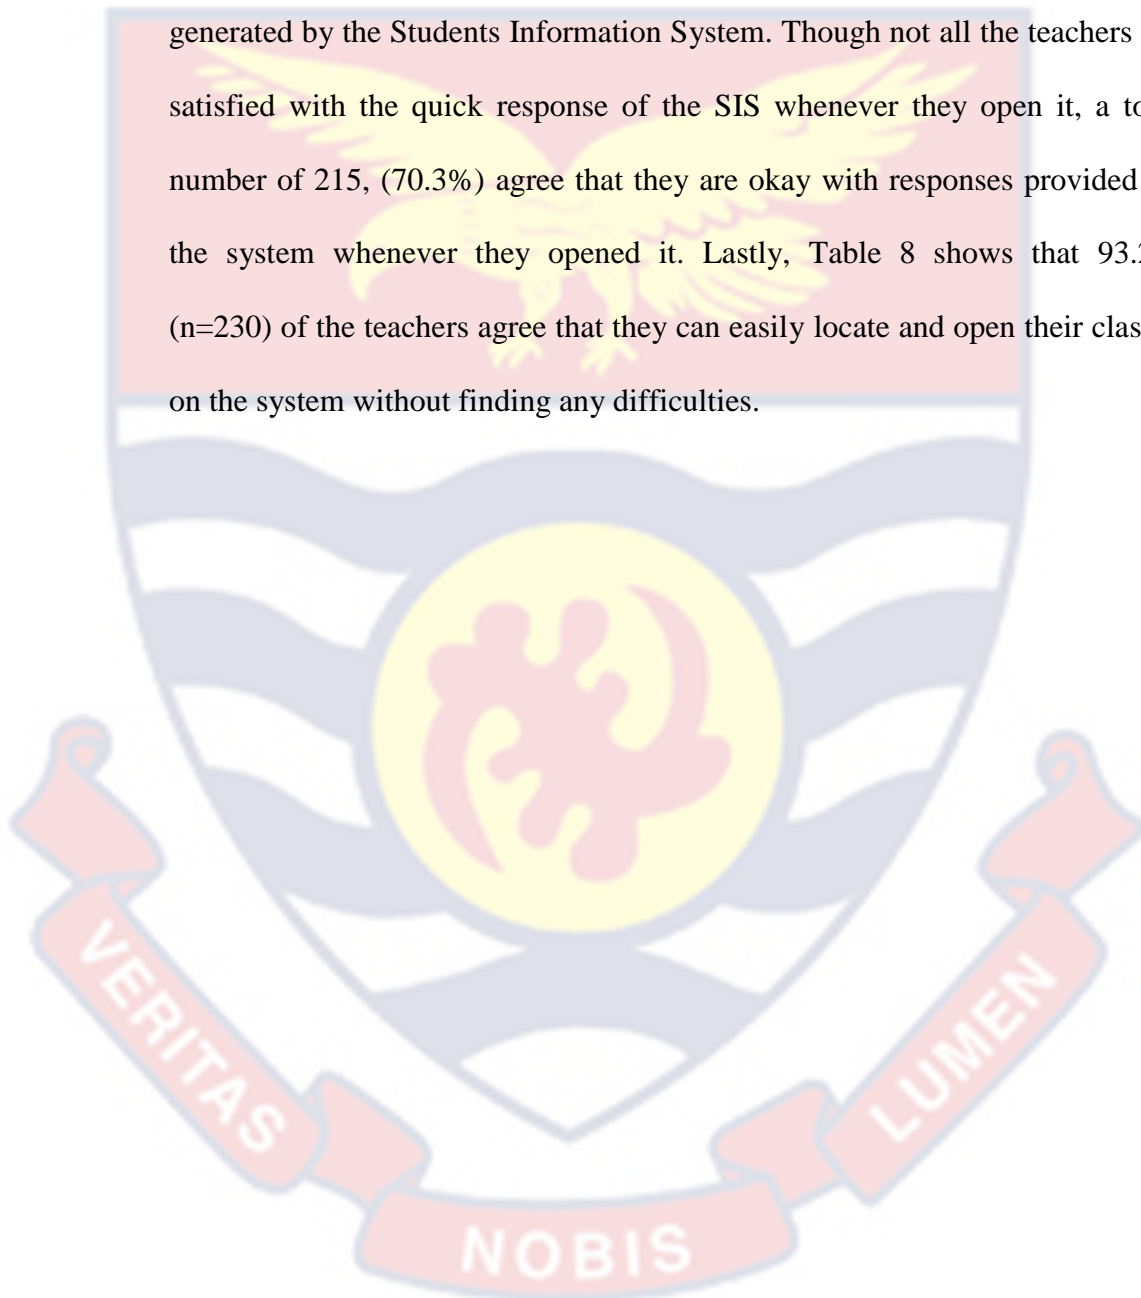 generated by the Students Information System. Though not all the teachers
satisfied with the quick response of the SIS whenever they open it, a
number of 215, (70.3%) agree that they are okay with responses provided
the system whenever they opened it. Lastly, Table 8 shows that
(n=230) of the teachers agree that they can easily locate and open their
on the system without finding any difficulties.
VERITAS
NOBIS
LUMEN